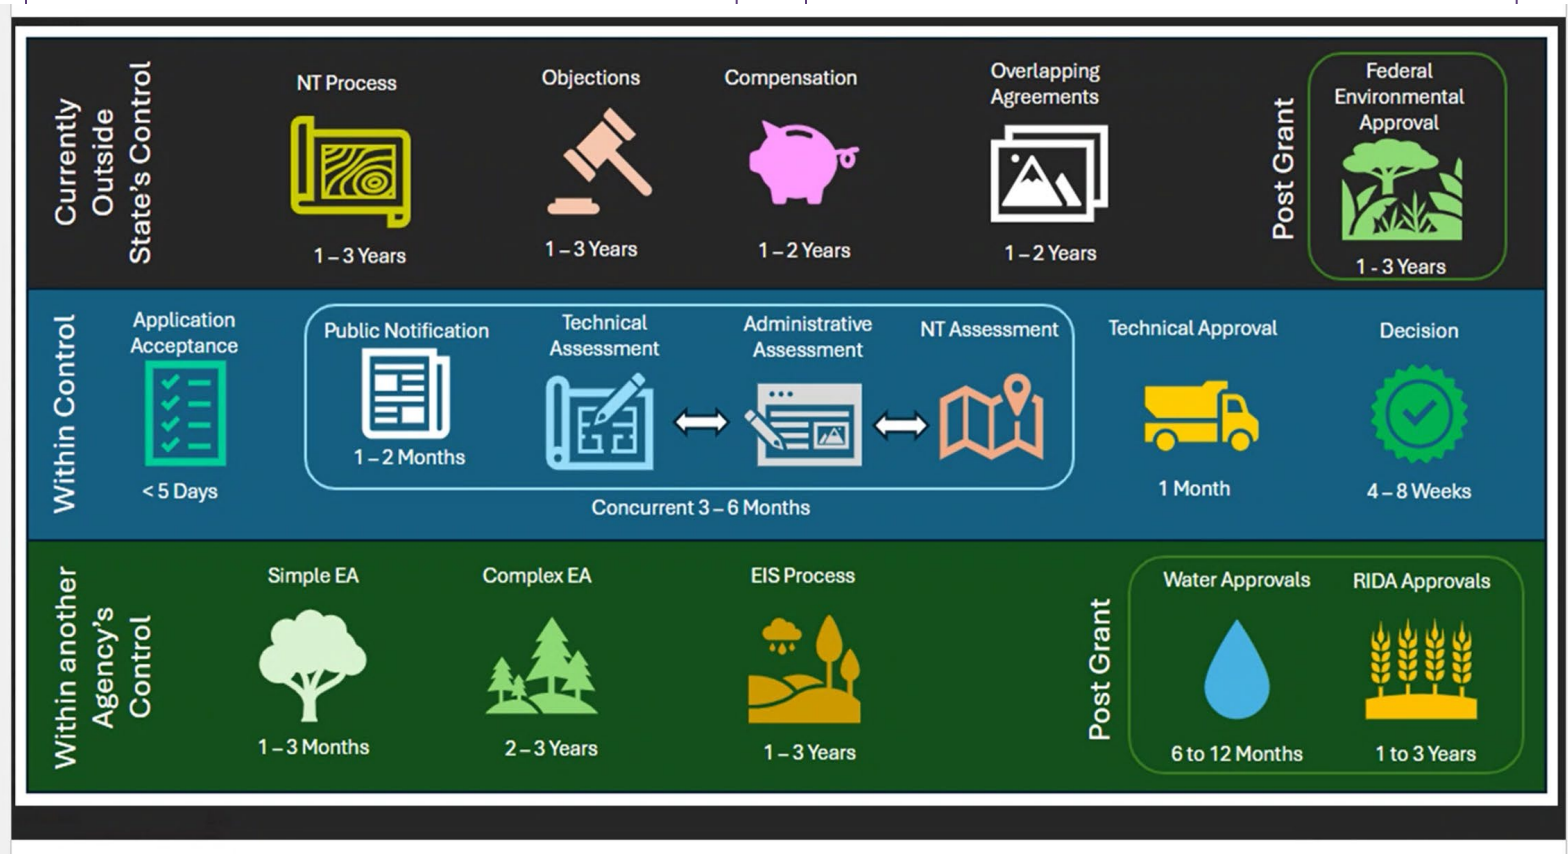 Currently
Outside
State's Control
NT Process
1 – 3 Years
Objections
1 – 3 Years
Compensation
1 – 2 Years
Overlapping
Agreements
1 – 2 Years
Post Grant
Federal
Environmental
Approval
1 - 3 Years
Within Control
Application
Acceptance
< 5 Days
Public Notification
1 – 2 Months
Technical
Assessment
Administrative
Assessment
NT Assessment
Concurrent 3 – 6 Months
Technical Approval
1 Month
Decision
4 – 8 Weeks
Within another
Agency's
Control
Simple EA
1 – 3 Months
Complex EA
2 – 3 Years
EIS Process
1 – 3 Years
Post Grant
Water Approvals
6 to 12 Months
RIDA Approvals
1 to 3 Years